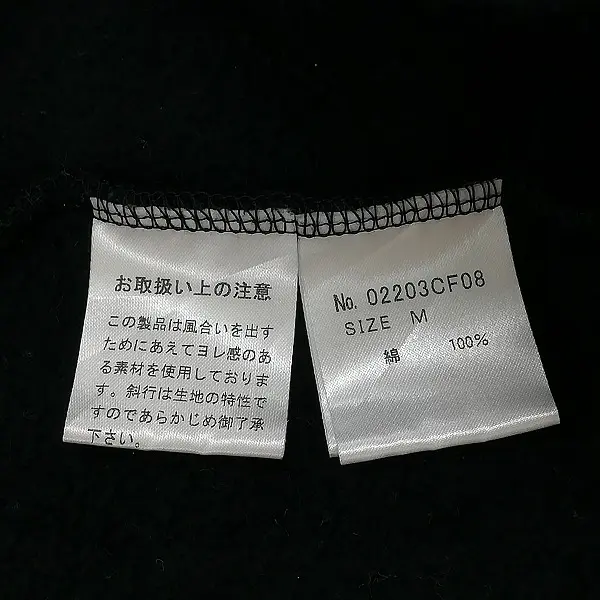 お取扱い上の注意
この製品は風合いを出す
ためにあえてヨレ感のあ
る素材を使用しておりま
す。斜行は生地の特性で
すのであらかじめ御了承
下さい。
No. 02203CF08
SIZE M
綿 100%